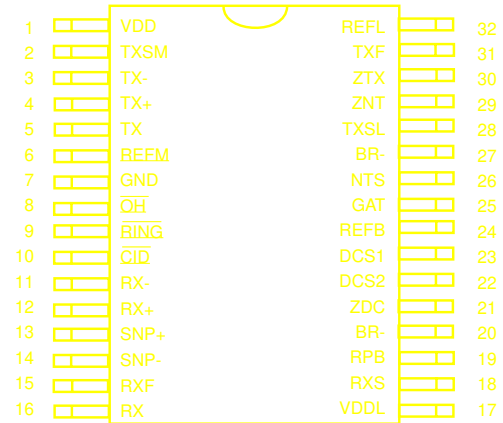 1 VDD REFL 32
2 TXSM TXF 31
3 TX- ZTX 30
4 TX+ ZNT 29
5 TX TXSL 28
6 REFM BR- 27
7 GND NTS 26
8 OH GAT 25
9 RING REFB 24
10 CID DCS1 23
11 RX- DCS2 22
12 RX+ ZDC 21
13 SNP+ BR- 20
14 SNP- RPB 19
15 RXF RXS 18
16 RX VDDL 17